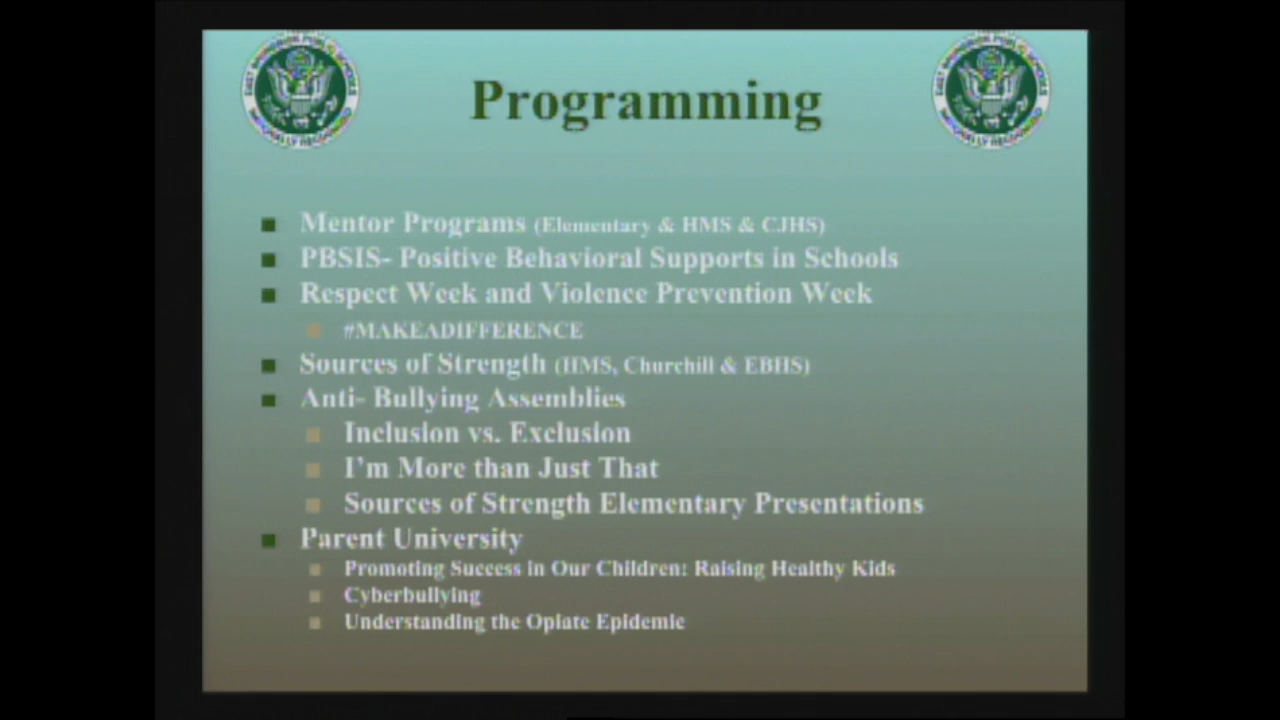 Programming
Mentor Programs (Elementary & HMS & CJHS)
PBSIS- Positive Behavioral Supports in Schools
Respect Week and Violence Prevention Week
#MAKEADIFFERENCE
Sources of Strength (HMS, Churchill & EBHS)
Anti- Bullying Assemblies
Inclusion vs. Exclusion
I'm More than Just That
Sources of Strength Elementary Presentations
Parent University
Promoting Success in Our Children: Raising Healthy Kids
Cyberbullying
Understanding the Opiate Epidemic